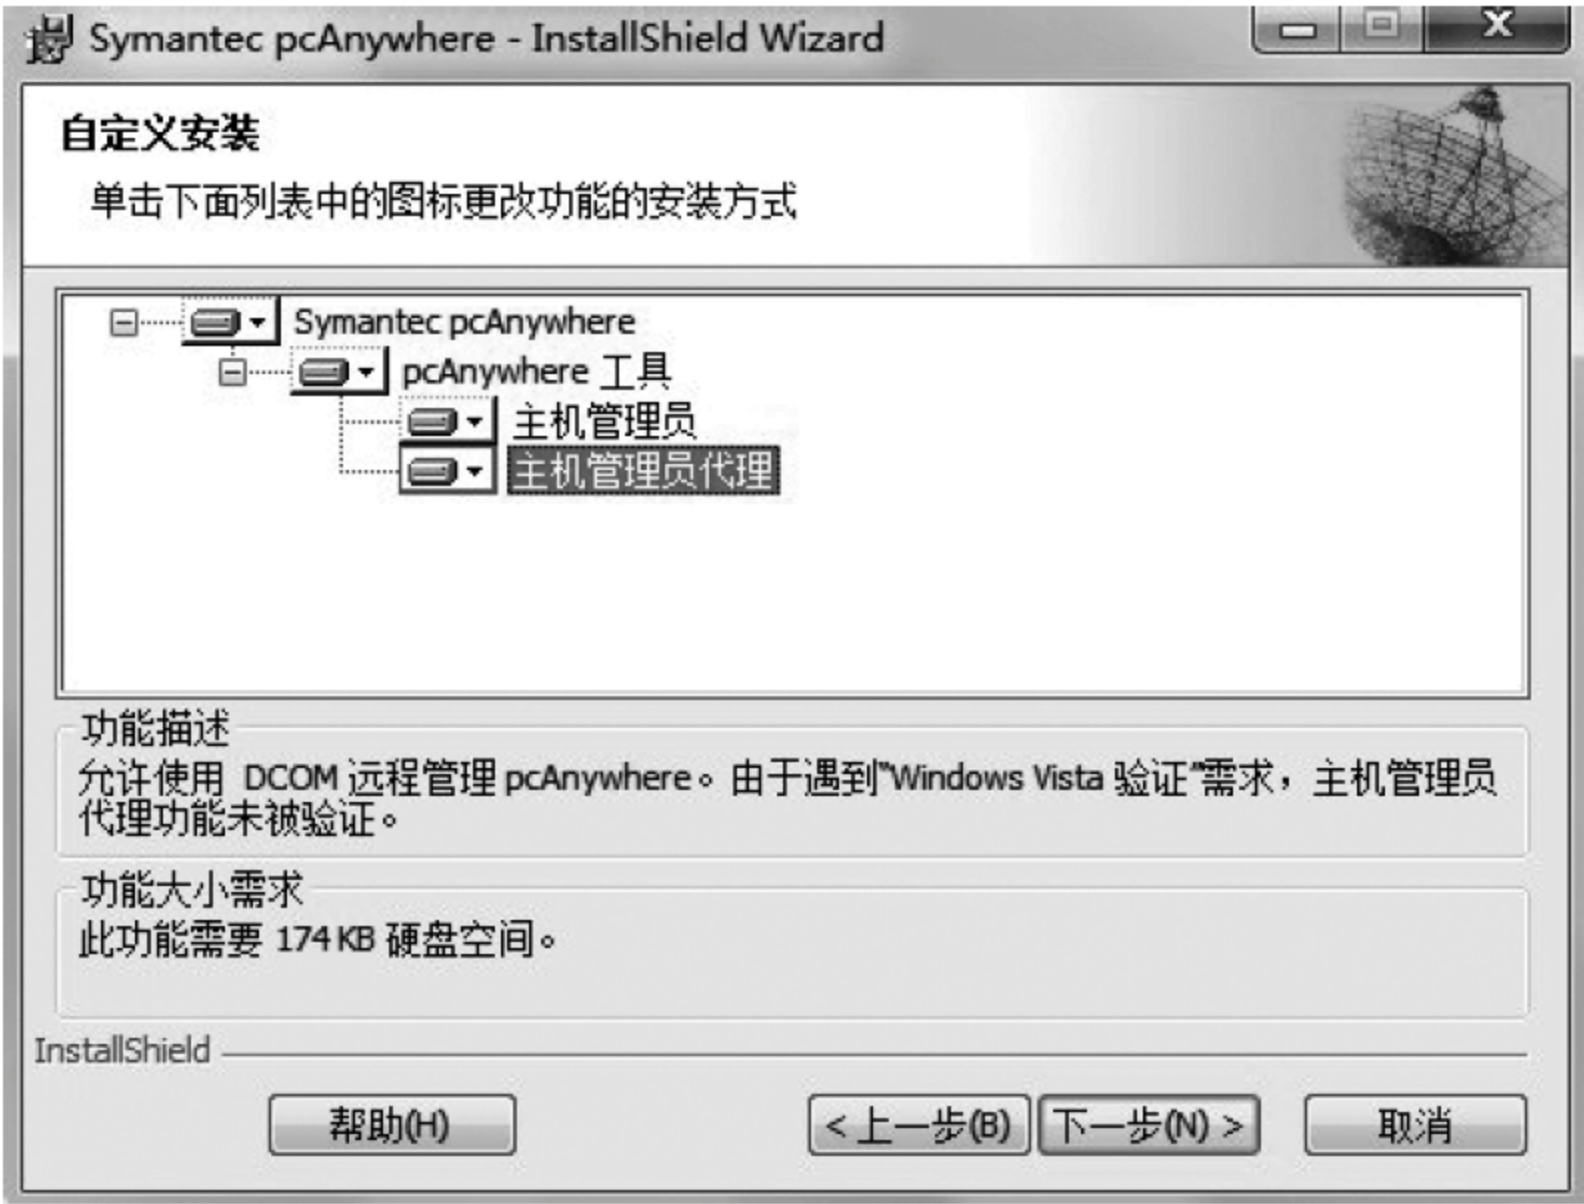 Symantec pcAnywhere - InstallShield Wizard
自定义安装
单击下面列表中的图标更改功能的安装方式
Symantec pcAnywhere
pcAnywhere 工具
主机管理员
主机管理员代理
功能描述
允许使用 DCOM 远程管理 pcAnywhere。由于遇到"Windows Vista 验证"需求，主机管理员
代理功能未被验证。
功能大小需求
此功能需要 174 KB 硬盘空间。
InstallShield
帮助(H) < 上一步(B) 下一步(N) > 取消